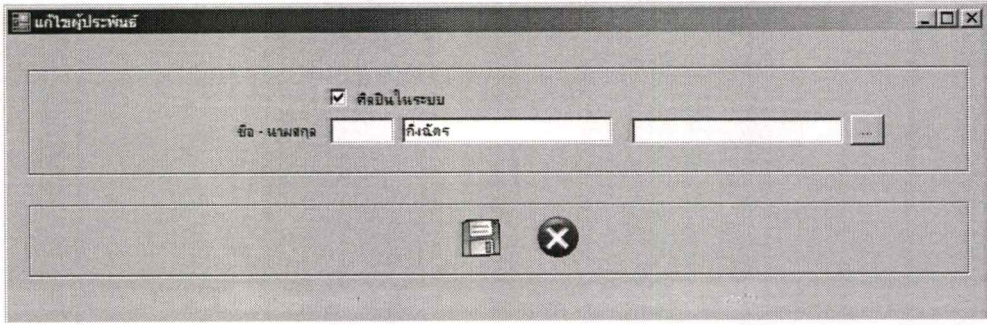 แก้ไขผู้ประพันธ์
ศิลปินในระบบ
ชื่อ - นามสกุล กิ่งฉัตร ...